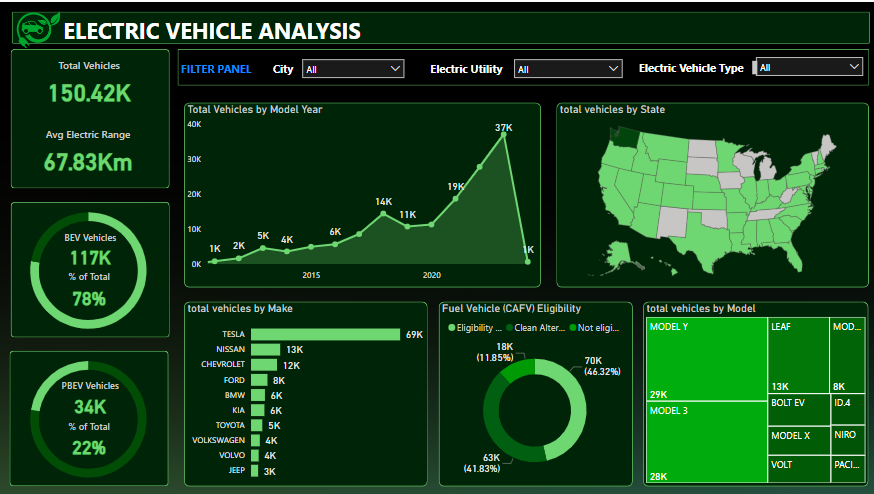 ELECTRIC VEHICLE ANALYSIS
Total Vehicles
150.42K
Avg Electric Range
67.83Km
FILTER PANEL
City
All
Electric Utility
All
Electric Vehicle Type
All
BEV Vehicles
117K
% of Total
78%
PBEV Vehicles
34K
% of Total
22%
Total Vehicles by Model Year
40K
30K
20K
10K
0K
1K
2K
5K
4K
6K
14K
11K
19K
37K
1K
2015
2020
total vehicles by State
total vehicles by Make
TESLA 69K
NISSAN 13K
CHEVROLET 12K
FORD 8K
BMW 6K
KIA 6K
TOYOTA 5K
VOLKSWAGEN 4K
VOLVO 4K
JEEP 3K
Fuel Vehicle (CAFV) Eligibility
Eligibility ... Clean Alter... Not eligi...
18K
(11.85%)
70K
(46.32%)
63K
(41.83%)
total vehicles by Model
MODEL Y
29K
MODEL 3
28K
LEAF
13K
MOD...
8K
BOLT EV
ID.4
MODEL X
NIRO
VOLT
PACI...